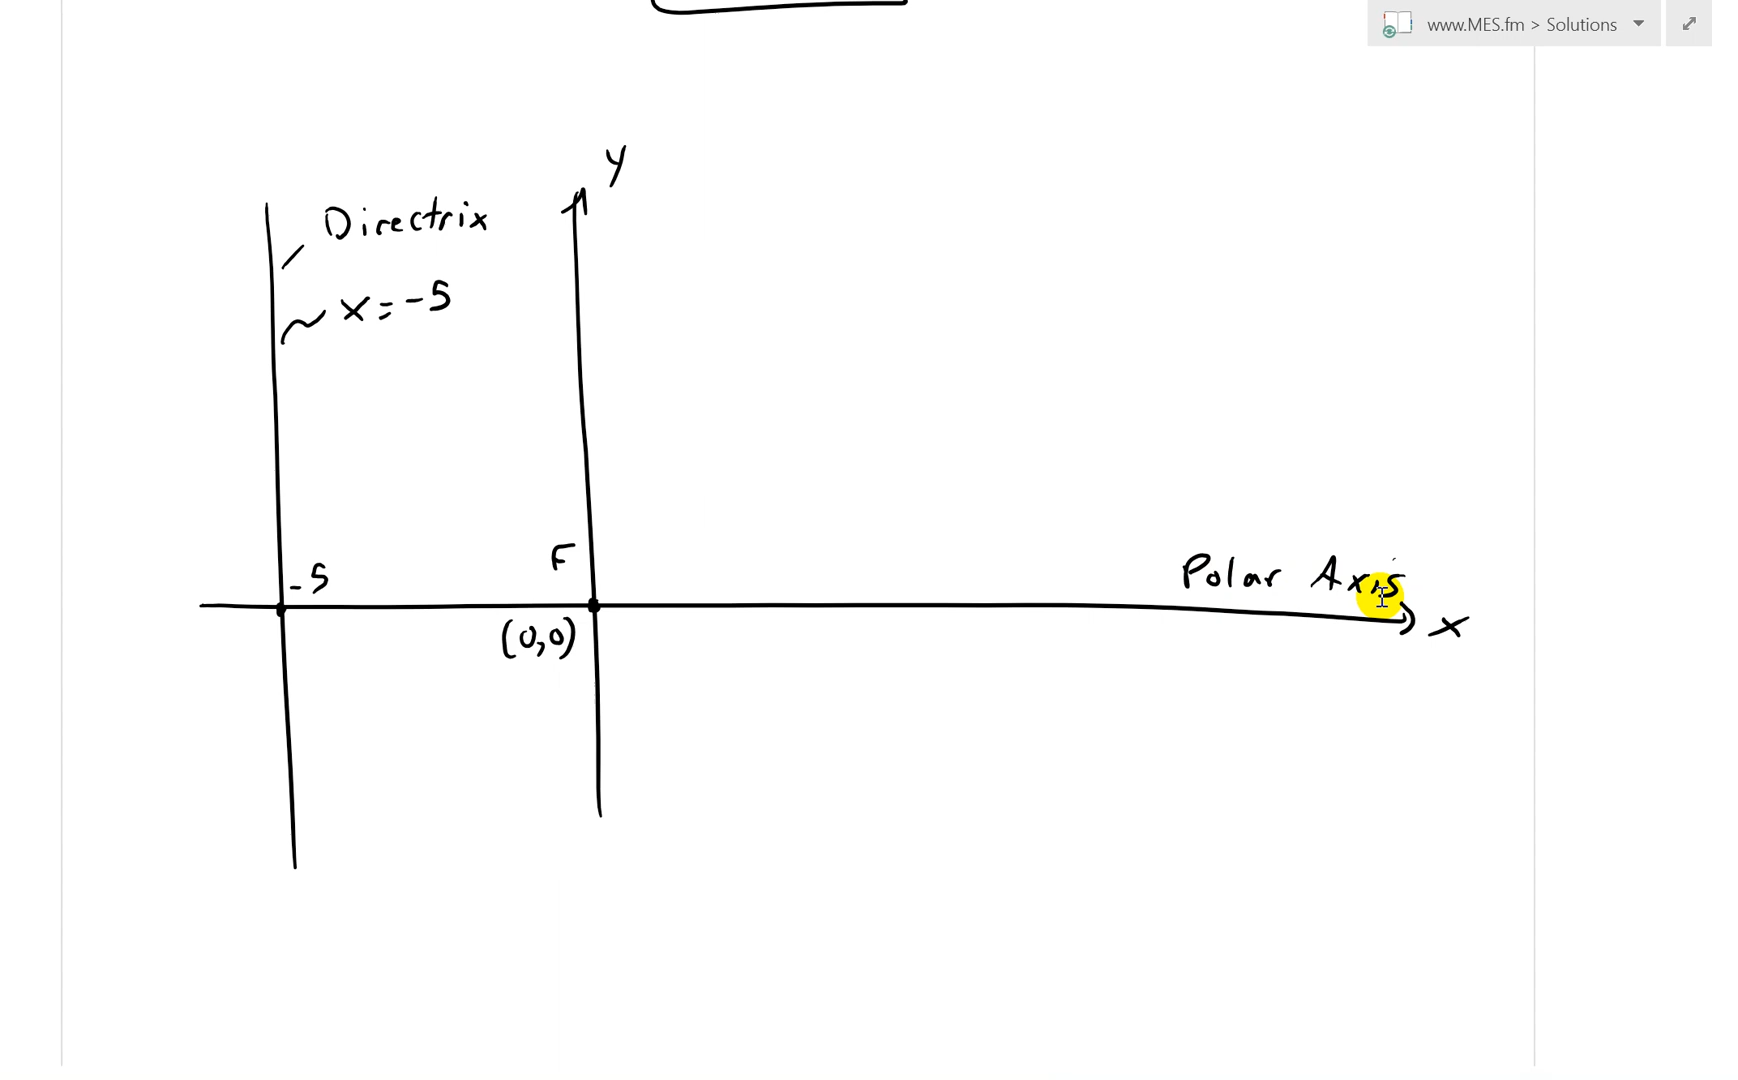 www.MES.fm > Solutions
y
Directrix
x = -5
F
-5
Polar Axis
x
(0,0)